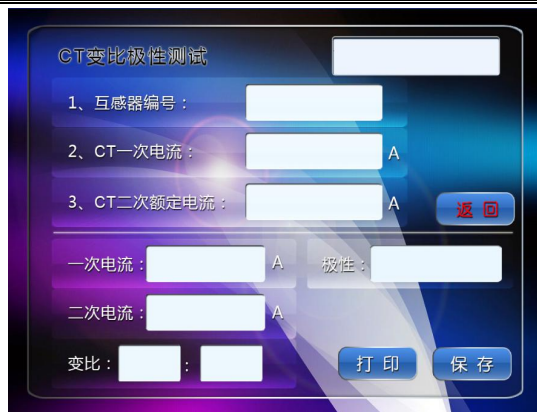 CT变比极性测试
1、互感器编号：
2、CT一次电流： A
3、CT二次额定电流： A
返回
一次电流： A 极性：
二次电流： A
变比： ：
打印 保存